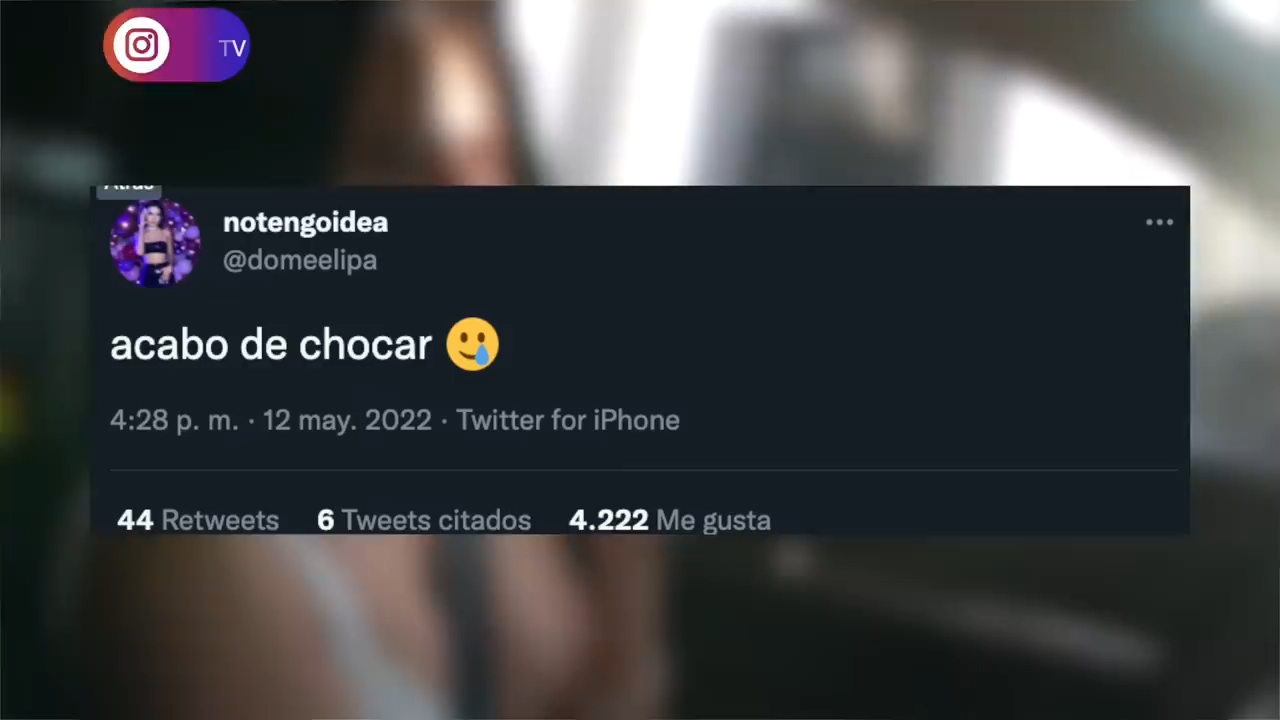 TV
Atrás
notengoidea
@domeelipa
acabo de chocar 🥲
4:28 p. m. · 12 may. 2022 · Twitter for iPhone
44 Retweets 6 Tweets citados 4.222 Me gusta